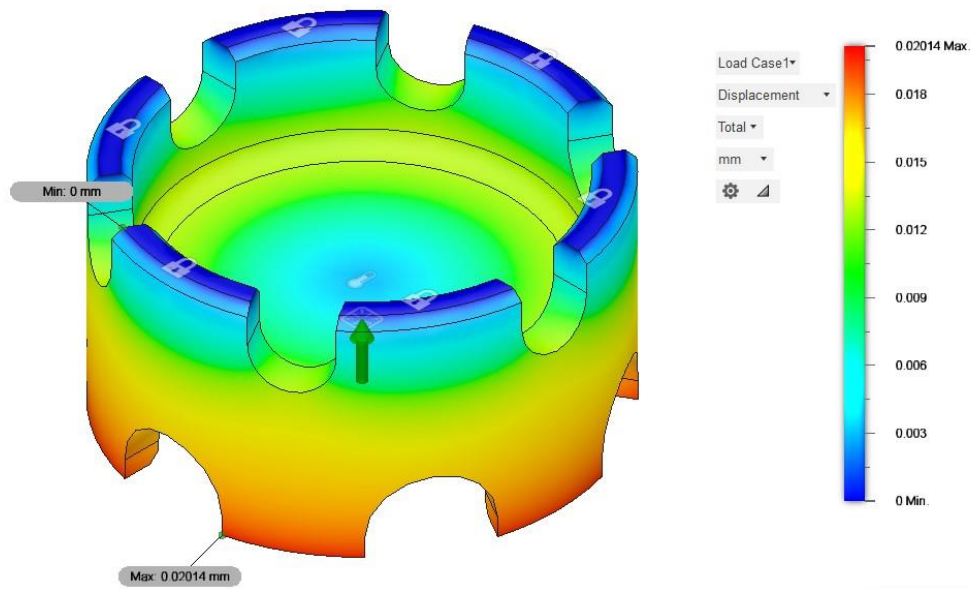 Min: 0 mm
Max: 0.02014 mm
Load Case1
Displacement
Total
mm
0.02014 Max.
0.018
0.015
0.012
0.009
0.006
0.003
0 Min.